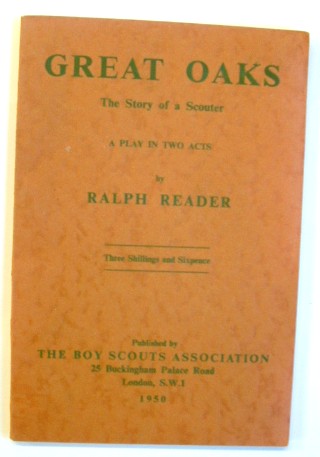 GREAT OAKS
The Story of a Scouter
A PLAY IN TWO ACTS
by
RALPH READER
Three Shillings and Sixpence
Published by
THE BOY SCOUTS ASSOCIATION
25 Buckingham Palace Road
London, S.W.1
1950